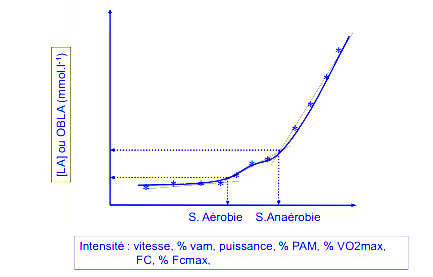 [LA] ou OBLA (mmol.l-1)
S. Aérobie
S.Anaérobie
Intensité : vitesse, % vam, puissance, % PAM, % VO2max,
FC, % Fcmax,